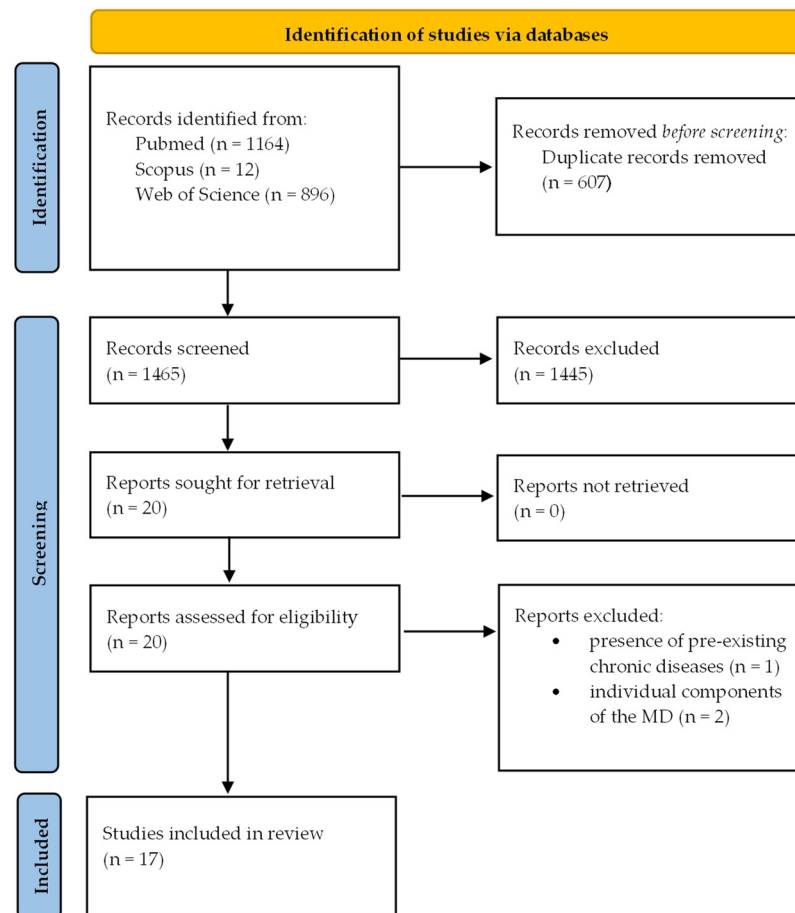 Identification of studies via databases
Identification
Records identified from:
Pubmed (n = 1164)
Scopus (n = 12)
Web of Science (n = 896)
Records removed before screening:
Duplicate records removed
(n = 607)
Screening
Records screened
(n = 1465)
Records excluded
(n = 1445)
Reports sought for retrieval
(n = 20)
Reports not retrieved
(n = 0)
Reports assessed for eligibility
(n = 20)
Reports excluded:
• presence of pre-existing
chronic diseases (n = 1)
• individual components
of the MD (n = 2)
Included
Studies included in review
(n = 17)